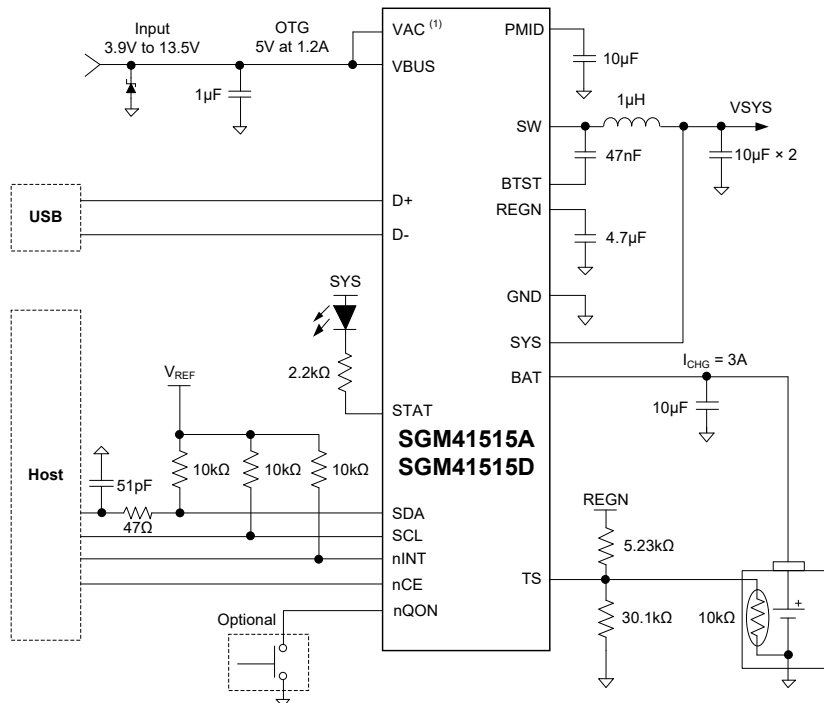 Input
3.9V to 13.5V
OTG
5V at 1.2A
1μF
VAC (1)
VBUS
PMID
10μF
1μH
VSYS
SW
47nF
10μF × 2
BTST
REGN
4.7μF
USB
D+
D-
GND
SYS
SYS
BAT
ICHG = 3A
10μF
2.2kΩ
STAT
VREF
SGM41515A
SGM41515D
Host
51pF
10kΩ
10kΩ
10kΩ
47Ω
SDA
SCL
nINT
nCE
nQON
Optional
REGN
5.23kΩ
TS
30.1kΩ
10kΩ
+